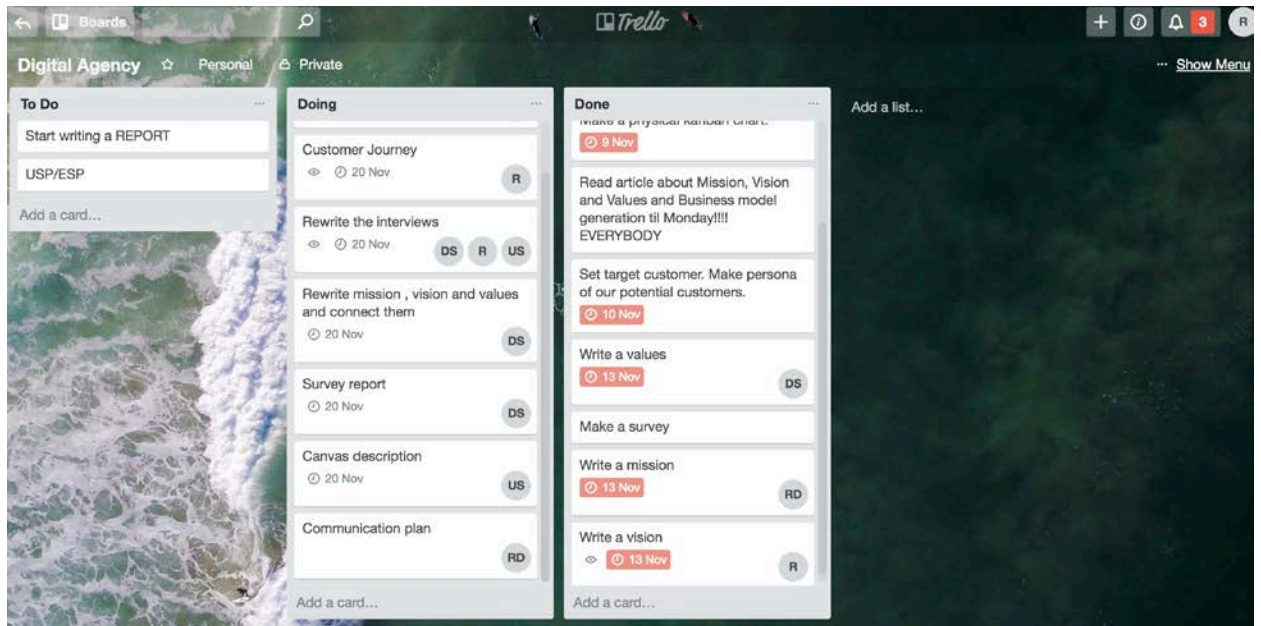 Boards
Trello
3
R
Digital Agency
Personal
Private
... Show Menu
To Do
...
Start writing a REPORT
USP/ESP
Add a card...
Doing
...
Customer Journey
20 Nov
R
Rewrite the interviews
20 Nov
DS R US
Rewrite mission , vision and values
and connect them
20 Nov
DS
Survey report
20 Nov
DS
Canvas description
20 Nov
US
Communication plan
RD
Add a card...
Done
...
Make a physical kanban chart.
9 Nov
Read article about Mission, Vision
and Values and Business model
generation til Monday!!!!
EVERYBODY
Set target customer. Make persona
of our potential customers.
10 Nov
Write a values
13 Nov
DS
Make a survey
Write a mission
13 Nov
RD
Write a vision
13 Nov
R
Add a card...
Add a list...